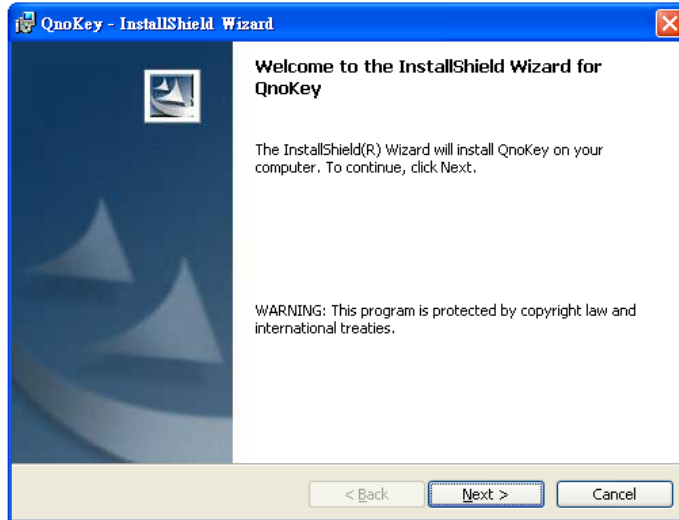 QnoKey - InstallShield Wizard
Welcome to the InstallShield Wizard for
QnoKey
The InstallShield(R) Wizard will install QnoKey on your
computer. To continue, click Next.
WARNING: This program is protected by copyright law and
international treaties.
< Back Next > Cancel